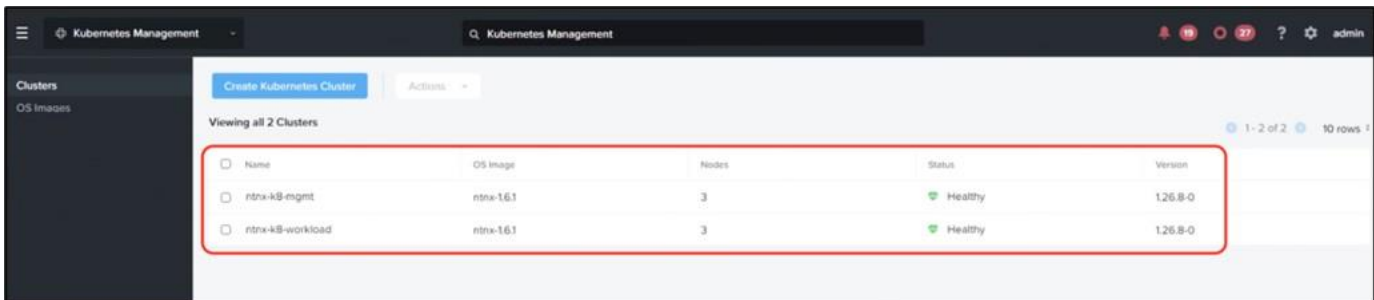 Kubernetes Management
Kubernetes Management
19 27 ? admin
Clusters
OS Images
Create Kubernetes Cluster Actions
Viewing all 2 Clusters
1 - 2 of 2 10 rows
Name OS Image Nodes Status Version
ntnx-k8-mgmt ntnx-1.6.1 3 Healthy 1.26.8-0
ntnx-k8-workload ntnx-1.6.1 3 Healthy 1.26.8-0